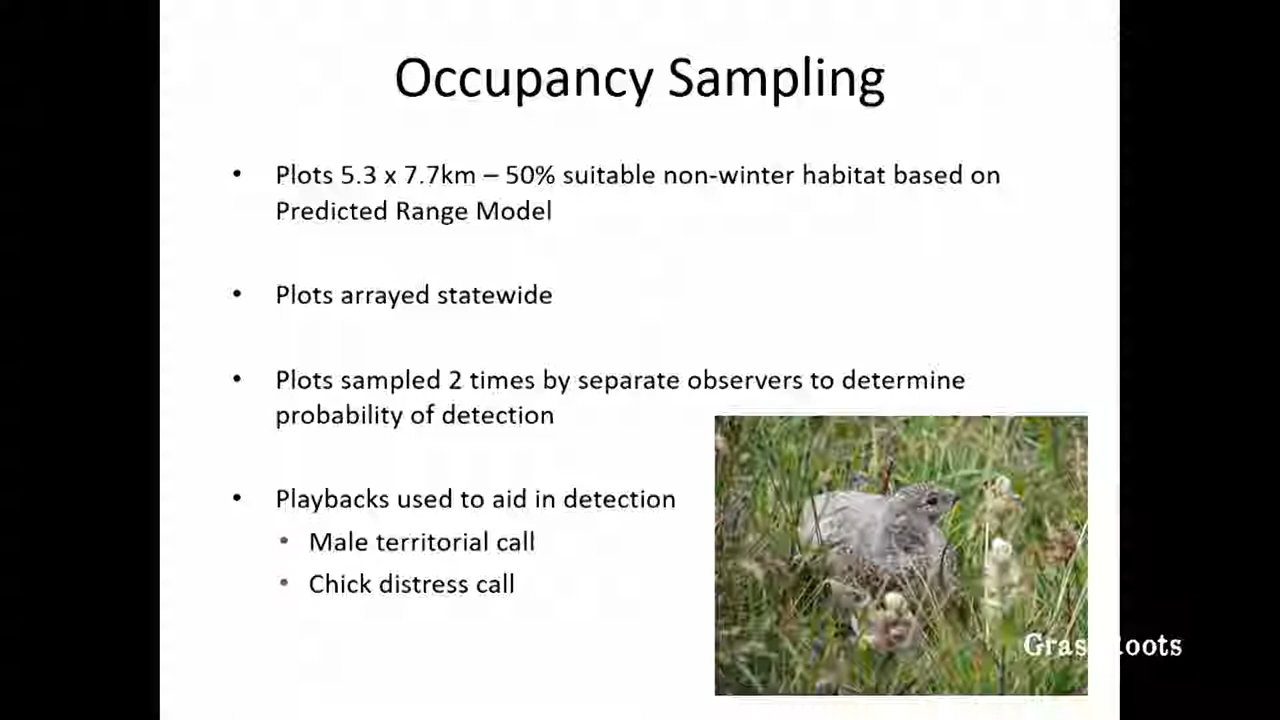 Occupancy Sampling
• Plots 5.3 x 7.7km – 50% suitable non-winter habitat based on
Predicted Range Model
• Plots arrayed statewide
• Plots sampled 2 times by separate observers to determine
probability of detection
• Playbacks used to aid in detection
• Male territorial call
• Chick distress call